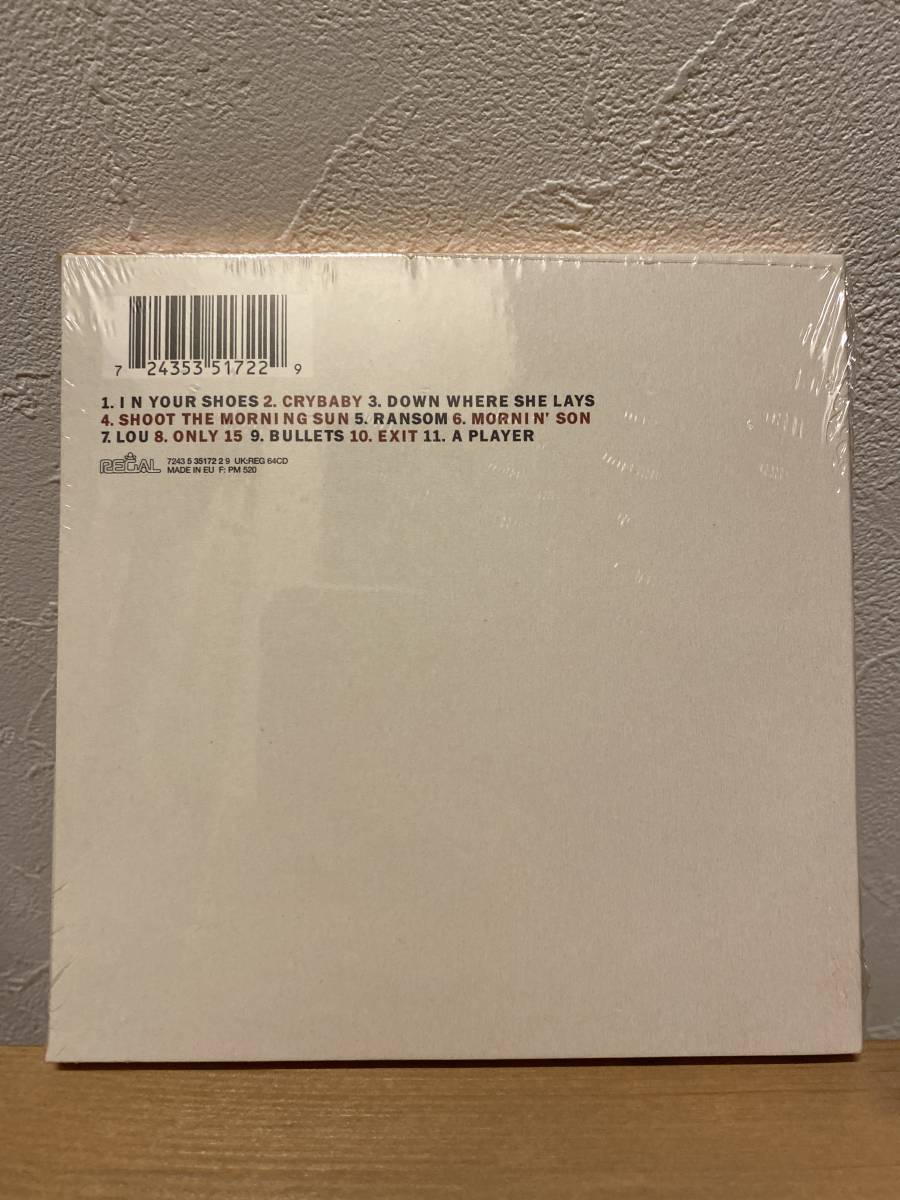 7 24353 51722 9
1. IN YOUR SHOES 2. CRYBABY 3. DOWN WHERE SHE LAYS
4. SHOOT THE MORNING SUN 5. RANSOM 6. MORNIN' SON
7. LOU 8. ONLY 15 9. BULLETS 10. EXIT 11. A PLAYER
REGAL 7243 5 35172 2 9 UK:REG 64CD
MADE IN EU F: PM 520